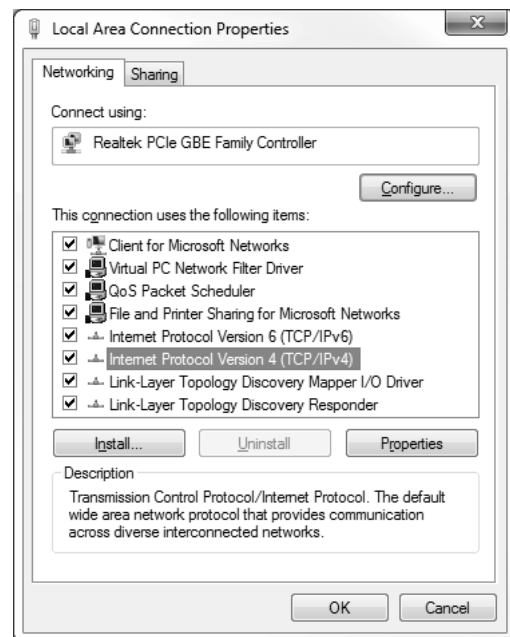 Local Area Connection Properties
X
Networking
Sharing
Connect using:
Realtek PCIe GBE Family Controller
Configure...
This connection uses the following items:
Client for Microsoft Networks
Virtual PC Network Filter Driver
QoS Packet Scheduler
File and Printer Sharing for Microsoft Networks
Internet Protocol Version 6 (TCP/IPv6)
Internet Protocol Version 4 (TCP/IPv4)
Link-Layer Topology Discovery Mapper I/O Driver
Link-Layer Topology Discovery Responder
Install...
Uninstall
Properties
Description
Transmission Control Protocol/Internet Protocol. The default
wide area network protocol that provides communication
across diverse interconnected networks.
OK
Cancel